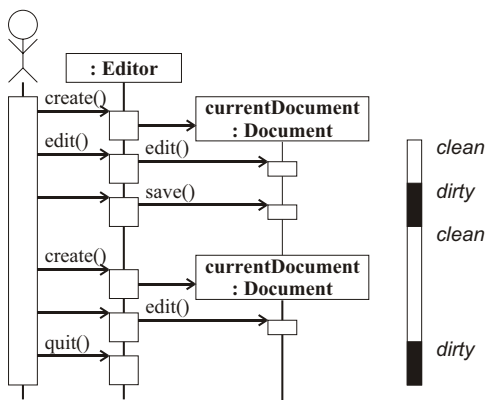 : Editor
create()
currentDocument
: Document
clean
edit()
edit()
dirty
save()
clean
create()
currentDocument
: Document
edit()
quit()
dirty